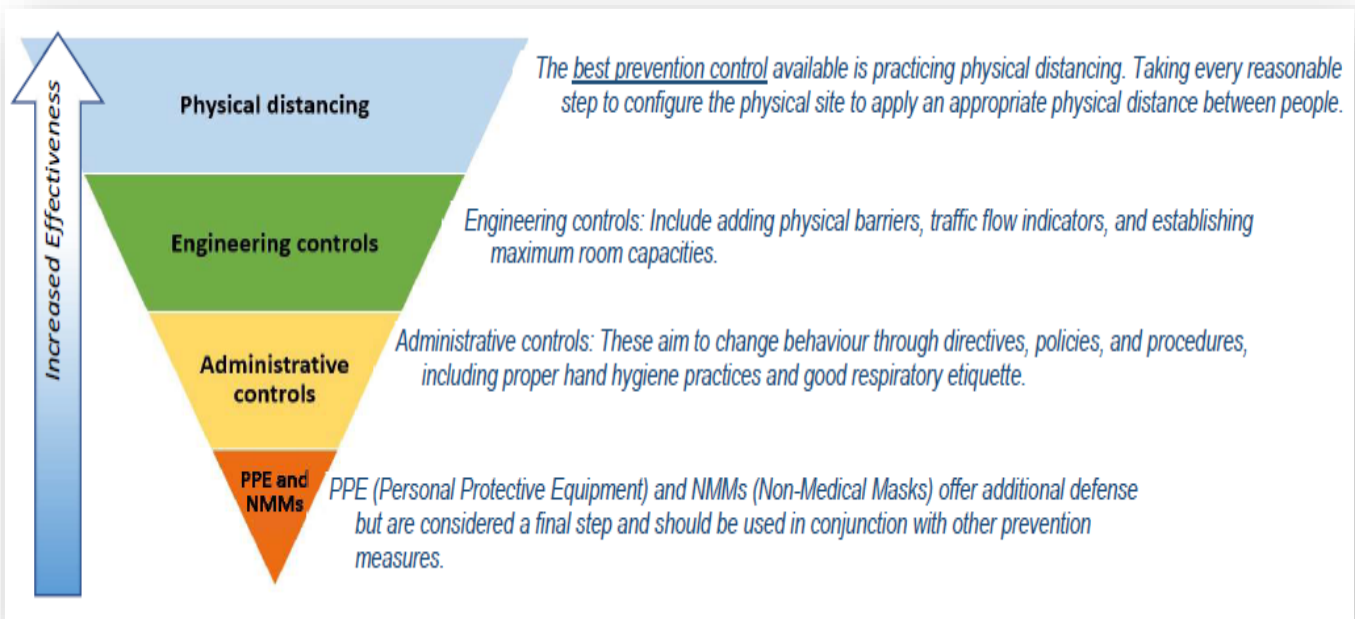 Increased Effectiveness
Physical distancing
The best prevention control available is practicing physical distancing. Taking every reasonable
step to configure the physical site to apply an appropriate physical distance between people.
Engineering controls
Engineering controls: Include adding physical barriers, traffic flow indicators, and establishing
maximum room capacities.
Administrative
controls
Administrative controls: These aim to change behaviour through directives, policies, and procedures,
including proper hand hygiene practices and good respiratory etiquette.
PPE and
NMMs
PPE (Personal Protective Equipment) and NMMs (Non-Medical Masks) offer additional defense
but are considered a final step and should be used in conjunction with other prevention
measures.